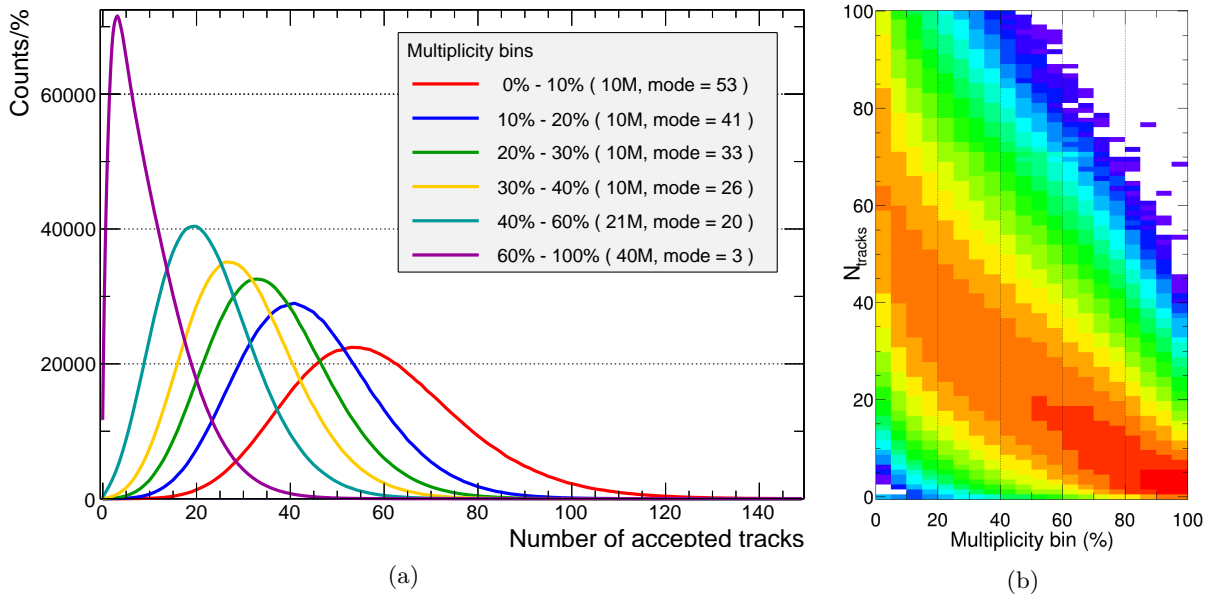 Counts/%
60000
40000
20000
0
0 20 40 60 80 100 120 140
Number of accepted tracks
Multiplicity bins
0% - 10% ( 10M, mode = 53 )
10% - 20% ( 10M, mode = 41 )
20% - 30% ( 10M, mode = 33 )
30% - 40% ( 10M, mode = 26 )
40% - 60% ( 21M, mode = 20 )
60% - 100% ( 40M, mode = 3 )
(a)
N_tracks
100
80
60
40
20
0
0 20 40 60 80 100
Multiplicity bin (%)
(b)